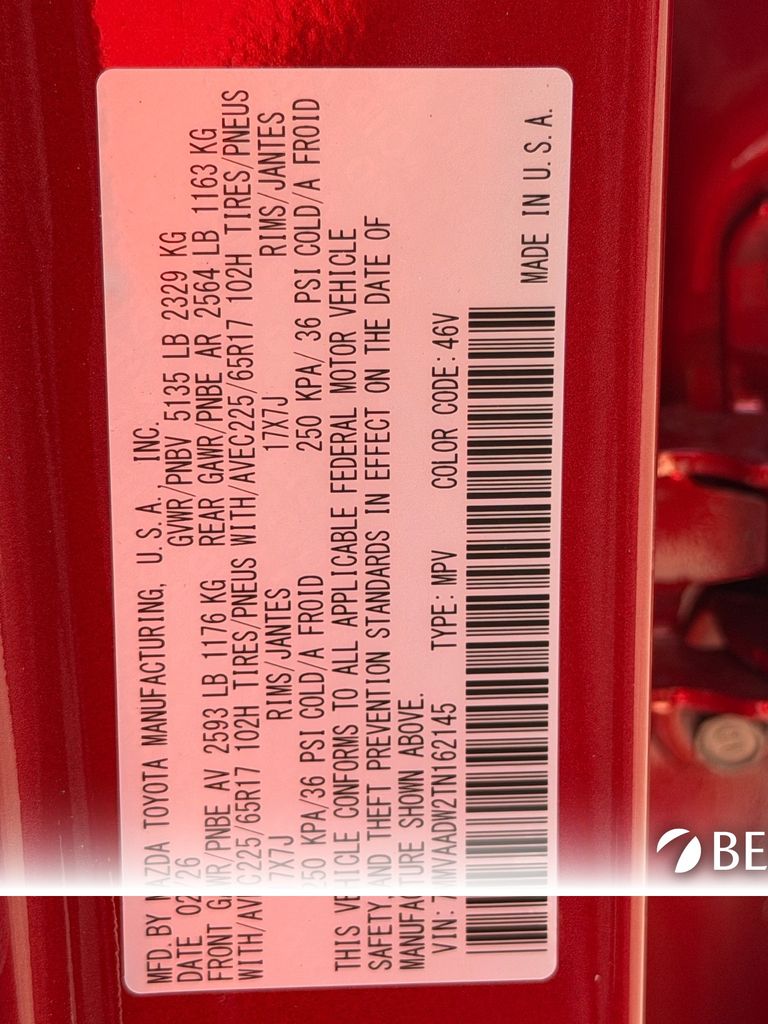 MFD. BY MAZDA TOYOTA MANUFACTURING, U.S.A., INC.
DATE 02/26 GVWR/PNBV 5135 LB 2329 KG
FRONT GAWR/PNBE AV 2593 LB 1176 KG REAR GAWR/PNBE AR 2564 LB 1163 KG
WITH/AVEC225/65R17 102H TIRES/PNEUS WITH/AVEC225/65R17 102H TIRES/PNEUS
17X7J RIMS/JANTES 17X7J RIMS/JANTES
250 KPA/36 PSI COLD/A FROID 250 KPA/ 36 PSI COLD/A FROID
THIS VEHICLE CONFORMS TO ALL APPLICABLE FEDERAL MOTOR VEHICLE
SAFETY AND THEFT PREVENTION STANDARDS IN EFFECT ON THE DATE OF
MANUFACTURE SHOWN ABOVE.
VIN: 7MMVAADW2TN162145 TYPE: MPV COLOR CODE: 46V
MADE IN U.S.A.
BE